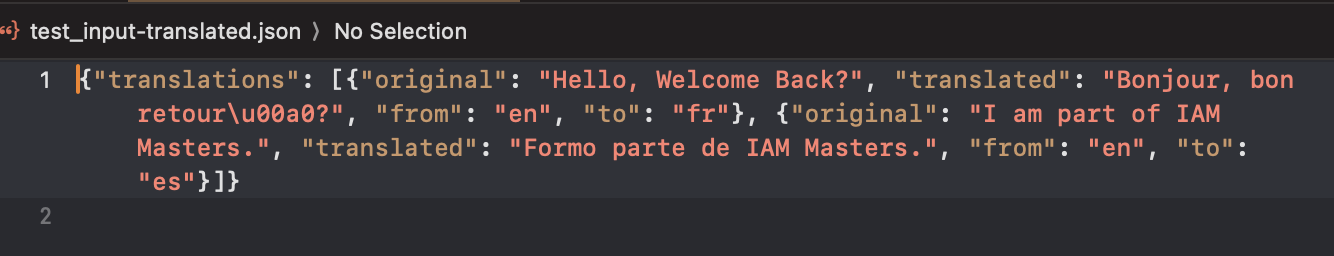 test_input-translated.json 〉 No Selection
1 {"translations": [{"original": "Hello, Welcome Back?", "translated": "Bonjour, bon
retour\u00a0?", "from": "en", "to": "fr"}, {"original": "I am part of IAM
Masters.", "translated": "Formo parte de IAM Masters.", "from": "en", "to":
"es"}]}
2